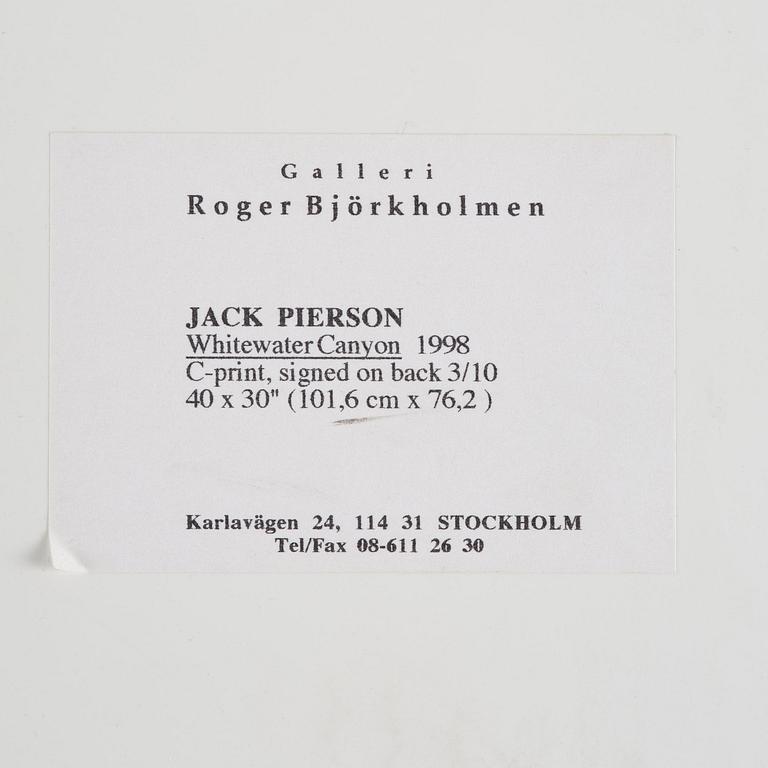 Galleri
Roger Björkholmen
JACK PIERSON
Whitewater Canyon 1998
C-print, signed on back 3/10
40 x 30" (101,6 cm x 76,2 )
Karlavägen 24, 114 31 STOCKHOLM
Tel/Fax 08-611 26 30